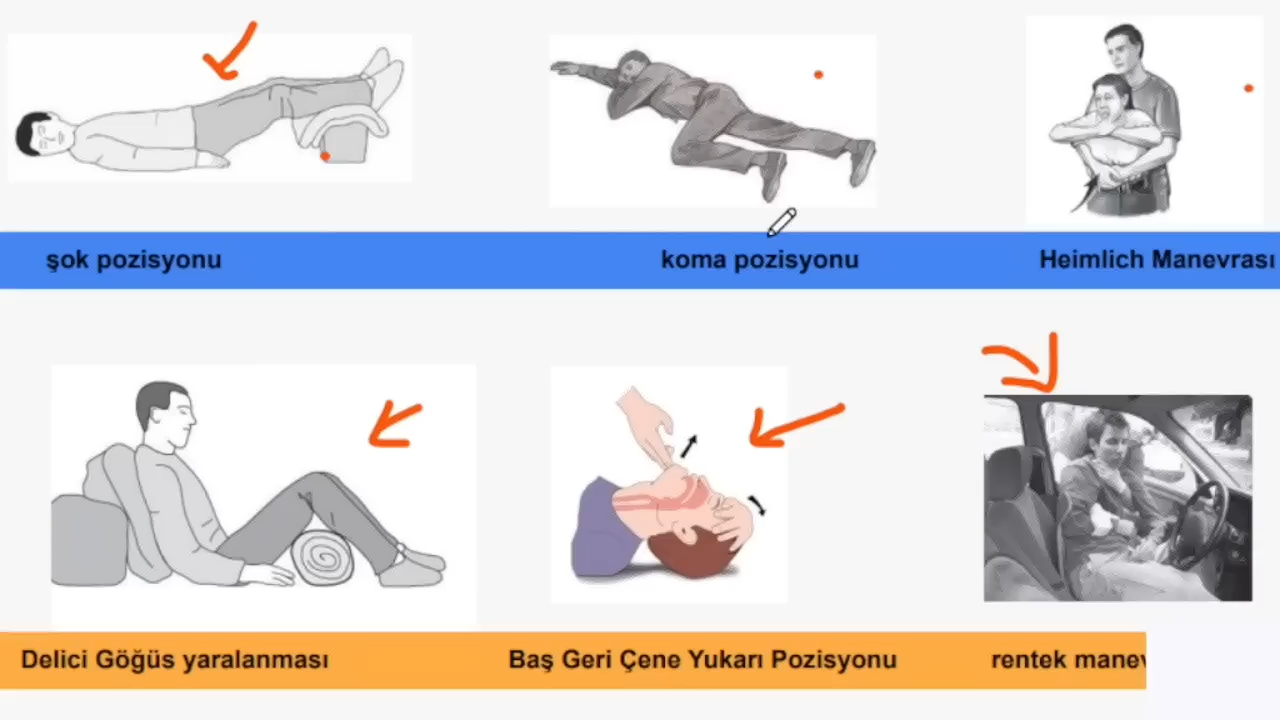 şok pozisyonu
koma pozisyonu
Heimlich Manevrası
Delici Göğüs yaralanması
Baş Geri Çene Yukarı Pozisyonu
rentek manev